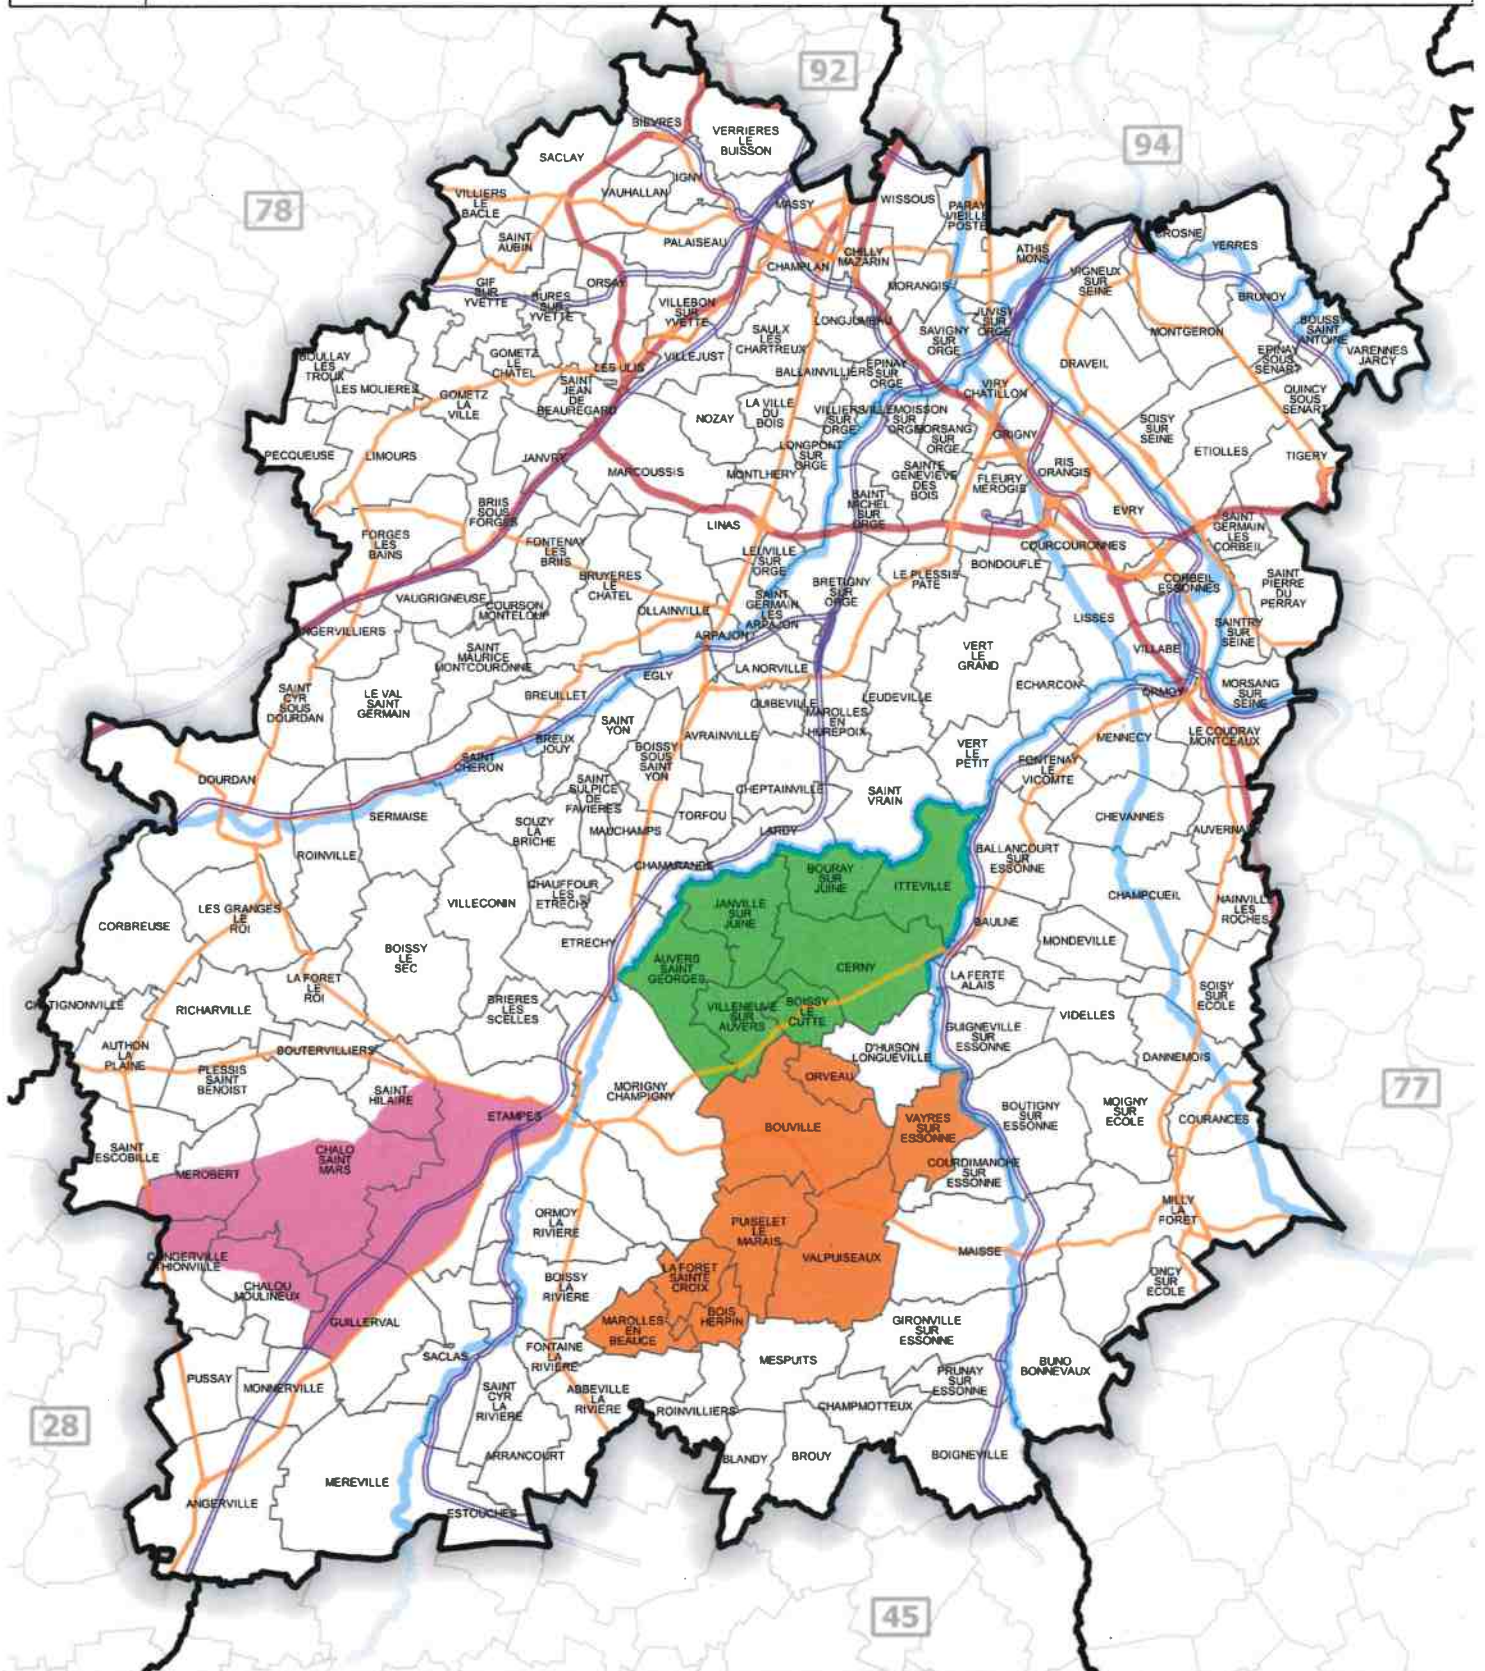 92
94
78
BIEVRES
VERRIERES
LE
BUISSON
SACLAY
IGNY
VAUHALLAN
VILLIERS
LE
BACLE
MASSY
WISSOUS
PARAY
VIEILLE
POSTE
SAINT
AUBIN
PALAISEAU
CHILLY
MAZARIN
ATHIS
MONS
CROSNE
YERRES
CHAMPLAN
GIF
SUR
YVETTE
BURES
SUR
YVETTE
ORSAY
VILLEBON
SUR
YVETTE
MORANGIS
VIGNEUX
SUR
SEINE
BRUNOY
LONGJUMEAU
SAULX
LES
CHARTREUX
SAVIGNY
SUR
ORGE
JUVISY
SUR
ORGE
MONTGERON
BOUSSY
SAINT
ANTOINE
EPINAY
SOUS
SENART
VARENNES
JARCY
BOULLAY
LES
TROUX
LES MOLIERES
GOMETZ
LE
CHATEL
LES ULIS
VILLEJUST
BALLAINVILLIERS
EPINAY
SUR
ORGE
DRAVEIL
QUINCY
SOUS
SENART
GOMETZ
LA
VILLE
SAINT
JEAN
DE
BEAUREGARD
NOZAY
LA VILLE
DU
BOIS
VILLIERS
SUR
ORGE
VILLEMOISSON
SUR
ORGE
MORSANG
SUR
ORGE
VIRY
CHATILLON
GRIGNY
SOISY
SUR
SEINE
ETIOLLES
TIGERY
PECQUEUSE
LIMOURS
JANVRY
MARCOUSSIS
MONTLHERY
LONGPONT
SUR
ORGE
SAINTE
GENEVIEVE
DES
BOIS
FLEURY
MEROGIS
RIS
ORANGIS
BRIIS
SOUS
FORGES
LINAS
SAINT
MICHEL
SUR
ORGE
EVRY
SAINT
GERMAIN
LES
CORBEIL
FORGES
LES
BAINS
FONTENAY
LES
BRIIS
LEUVILLE
SUR
ORGE
COURCOURONNES
BONDOUFLE
LE PLESSIS
PATE
BRETIGNY
SUR
ORGE
CORBEIL
ESSONNES
SAINT
PIERRE
DU
PERRAY
VAUGRIGNEUSE
COURSON
MONTELOUP
BRUYERES
LE
CHATEL
OLLAINVILLE
SAINT
GERMAIN
LES
ARPAJON
ARPAJON
LISSES
SAINTRY
SUR
SEINE
ANGERVILLIERS
SAINT
MAURICE
MONTCOURONNE
EGLY
LA NORVILLE
VERT
LE
GRAND
VILLABE
ECHARCON
ORMOY
MORSANG
SUR
SEINE
SAINT
CYR
SOUS
DOURDAN
LE VAL
SAINT
GERMAIN
BREUILLET
GUIBEVILLE
LEUDEVILLE
MAROLLES
EN
HUREPOIX
SAINT
YON
AVRAINVILLE
MENNECY
LE COUDRAY
MONTCEAUX
BREUX
JOUY
BOISSY
SOUS
SAINT
YON
VERT
LE
PETIT
FONTENAY
LE
VICOMTE
DOURDAN
SAINT
CHERON
SAINT
SULPICE
DE
FAVIERES
CHEPTAINVILLE
SAINT
VRAIN
SERMAISE
SOUZY
LA
BRICHE
MAUCHAMPS
TORFOU
LARDY
CHEVANNES
AUVERNAUX
ROINVILLE
CHAMARANDE
BALLANCOURT
SUR
ESSONNE
VILLECONIN
CHAUFFOUR
LES
ETRECHY
BOURAY
SUR
JUINE
ITTEVILLE
CHAMPCUEIL
NAINVILLE
LES
ROCHES
CORBREUSE
LES GRANGES
LE
ROI
JANVILLE
SUR
JUINE
BAULNE
MONDEVILLE
BOISSY
LE
SEC
ETRECHY
AUVERS
SAINT
GEORGES
CERNY
LA FERTE
ALAIS
CHATIGNONVILLE
RICHARVILLE
LA FORET
LE
ROI
BRIERES
LES
SCELLES
VILLENEUVE
SUR
AUVERS
BOISSY
LE
CUTTE
GUIGNEVILLE
SUR
ESSONNE
VIDELLES
SOISY
SUR
ECOLE
AUTHON
LA
PLAINE
BOUTERVILLIERS
D'HUISON
LONGUEVILLE
DANNEMOIS
PLESSIS
SAINT
BENOIST
SAINT
HILAIRE
MORIGNY
CHAMPIGNY
ORVEAU
77
ETAMPES
BOUVILLE
VAYRES
SUR
ESSONNE
BOUTIGNY
SUR
ESSONNE
MOIGNY
SUR
ECOLE
COURANCES
SAINT
ESCOBILLE
MEROBERT
CHALO
SAINT
MARS
COURDIMANCHE
SUR
ESSONNE
ORMOY
LA
RIVIERE
PUISELET
LE
MARAIS
MILLY
LA
FORET
CONGERVILLE
THIONVILLE
VALPUISEAUX
MAISSE
CHALOU
MOULINEUX
BOISSY
LA
RIVIERE
LA FORET
SAINTE
CROIX
ONCY
SUR
ECOLE
GUILLERVAL
MAROLLES
EN
BEAUCE
BOIS
HERPIN
GIRONVILLE
SUR
ESSONNE
SACLAS
FONTAINE
LA
RIVIERE
MESPUITS
BUNO
BONNEVAUX
PUSSAY
MONNERVILLE
SAINT
CYR
LA
RIVIERE
ABBEVILLE
LA
RIVIERE
PRUNAY
SUR
ESSONNE
28
ROINVILLIERS
CHAMPMOTTEUX
MEREVILLE
ARRANCOURT
BLANDY
BROUY
BOIGNEVILLE
ANGERVILLE
ESTOUCHES
45